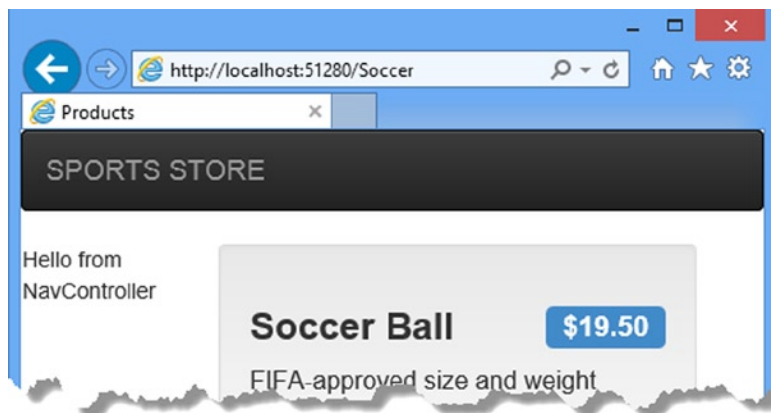 http://localhost:51280/Soccer
Products
SPORTS STORE
Hello from
NavController
Soccer Ball
$19.50
FIFA-approved size and weight